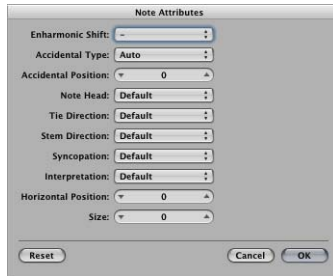 Note Attributes
Enharmonic Shift: -
Accidental Type: Auto
Accidental Position: 0
Note Head: Default
Tie Direction: Default
Stem Direction: Default
Syncopation: Default
Interpretation: Default
Horizontal Position: 0
Size: 0
Reset Cancel OK